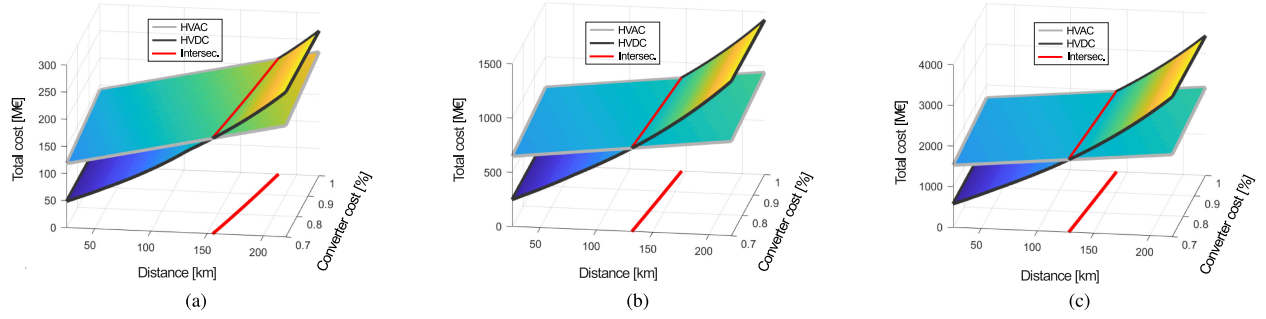 HVAC
HVDC
Intersec.
300
250
200
150
100
50
0
Total cost [M€]
50
100
150
200
Distance [km]
0.7
0.8
0.9
1
Converter cost [%]
(a)
HVAC
HVDC
Intersec.
1500
1000
500
0
Total cost [M€]
50
100
150
200
Distance [km]
0.7
0.8
0.9
1
Converter cost [%]
(b)
HVAC
HVDC
Intersec.
4000
3000
2000
1000
0
Total cost [M€]
50
100
150
200
Distance [km]
0.7
0.8
0.9
1
Converter cost [%]
(c)